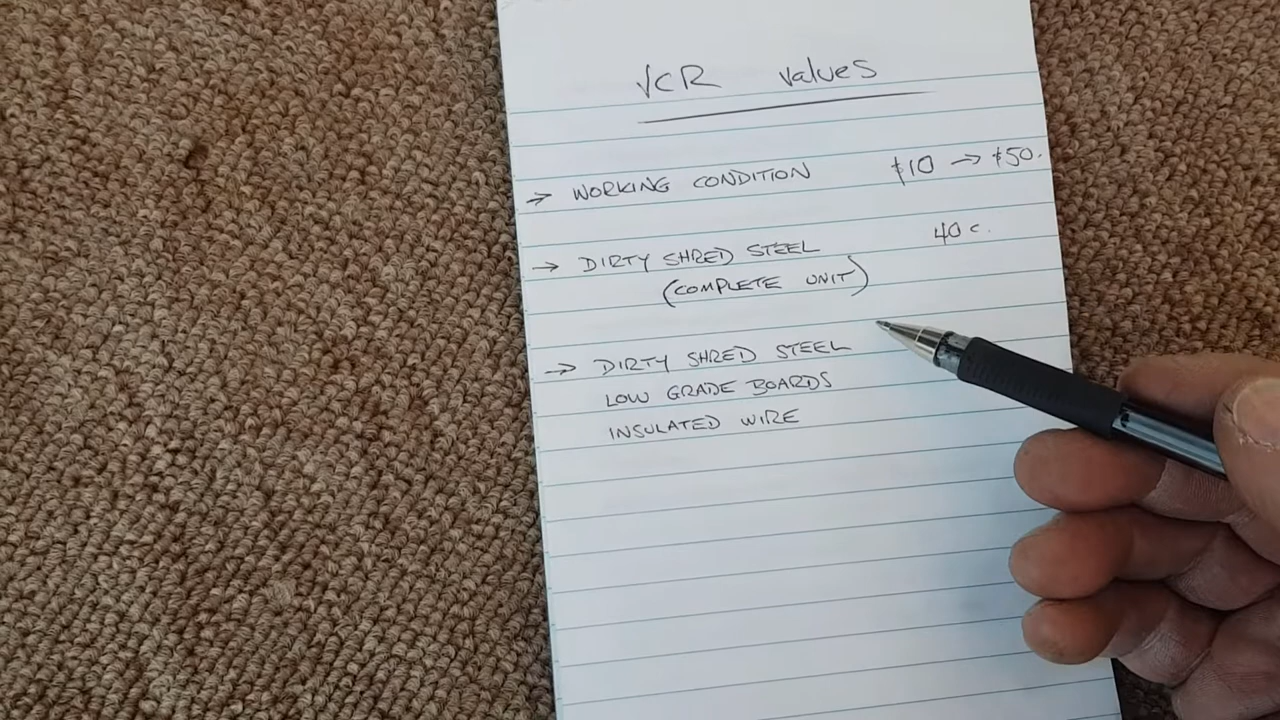 VCR values
→ WORKING CONDITION $10 → $50.
→ DIRTY SHRED STEEL 40 c.
(COMPLETE UNIT)
→ DIRTY SHRED STEEL
LOW GRADE BOARDS
INSULATED WIRE